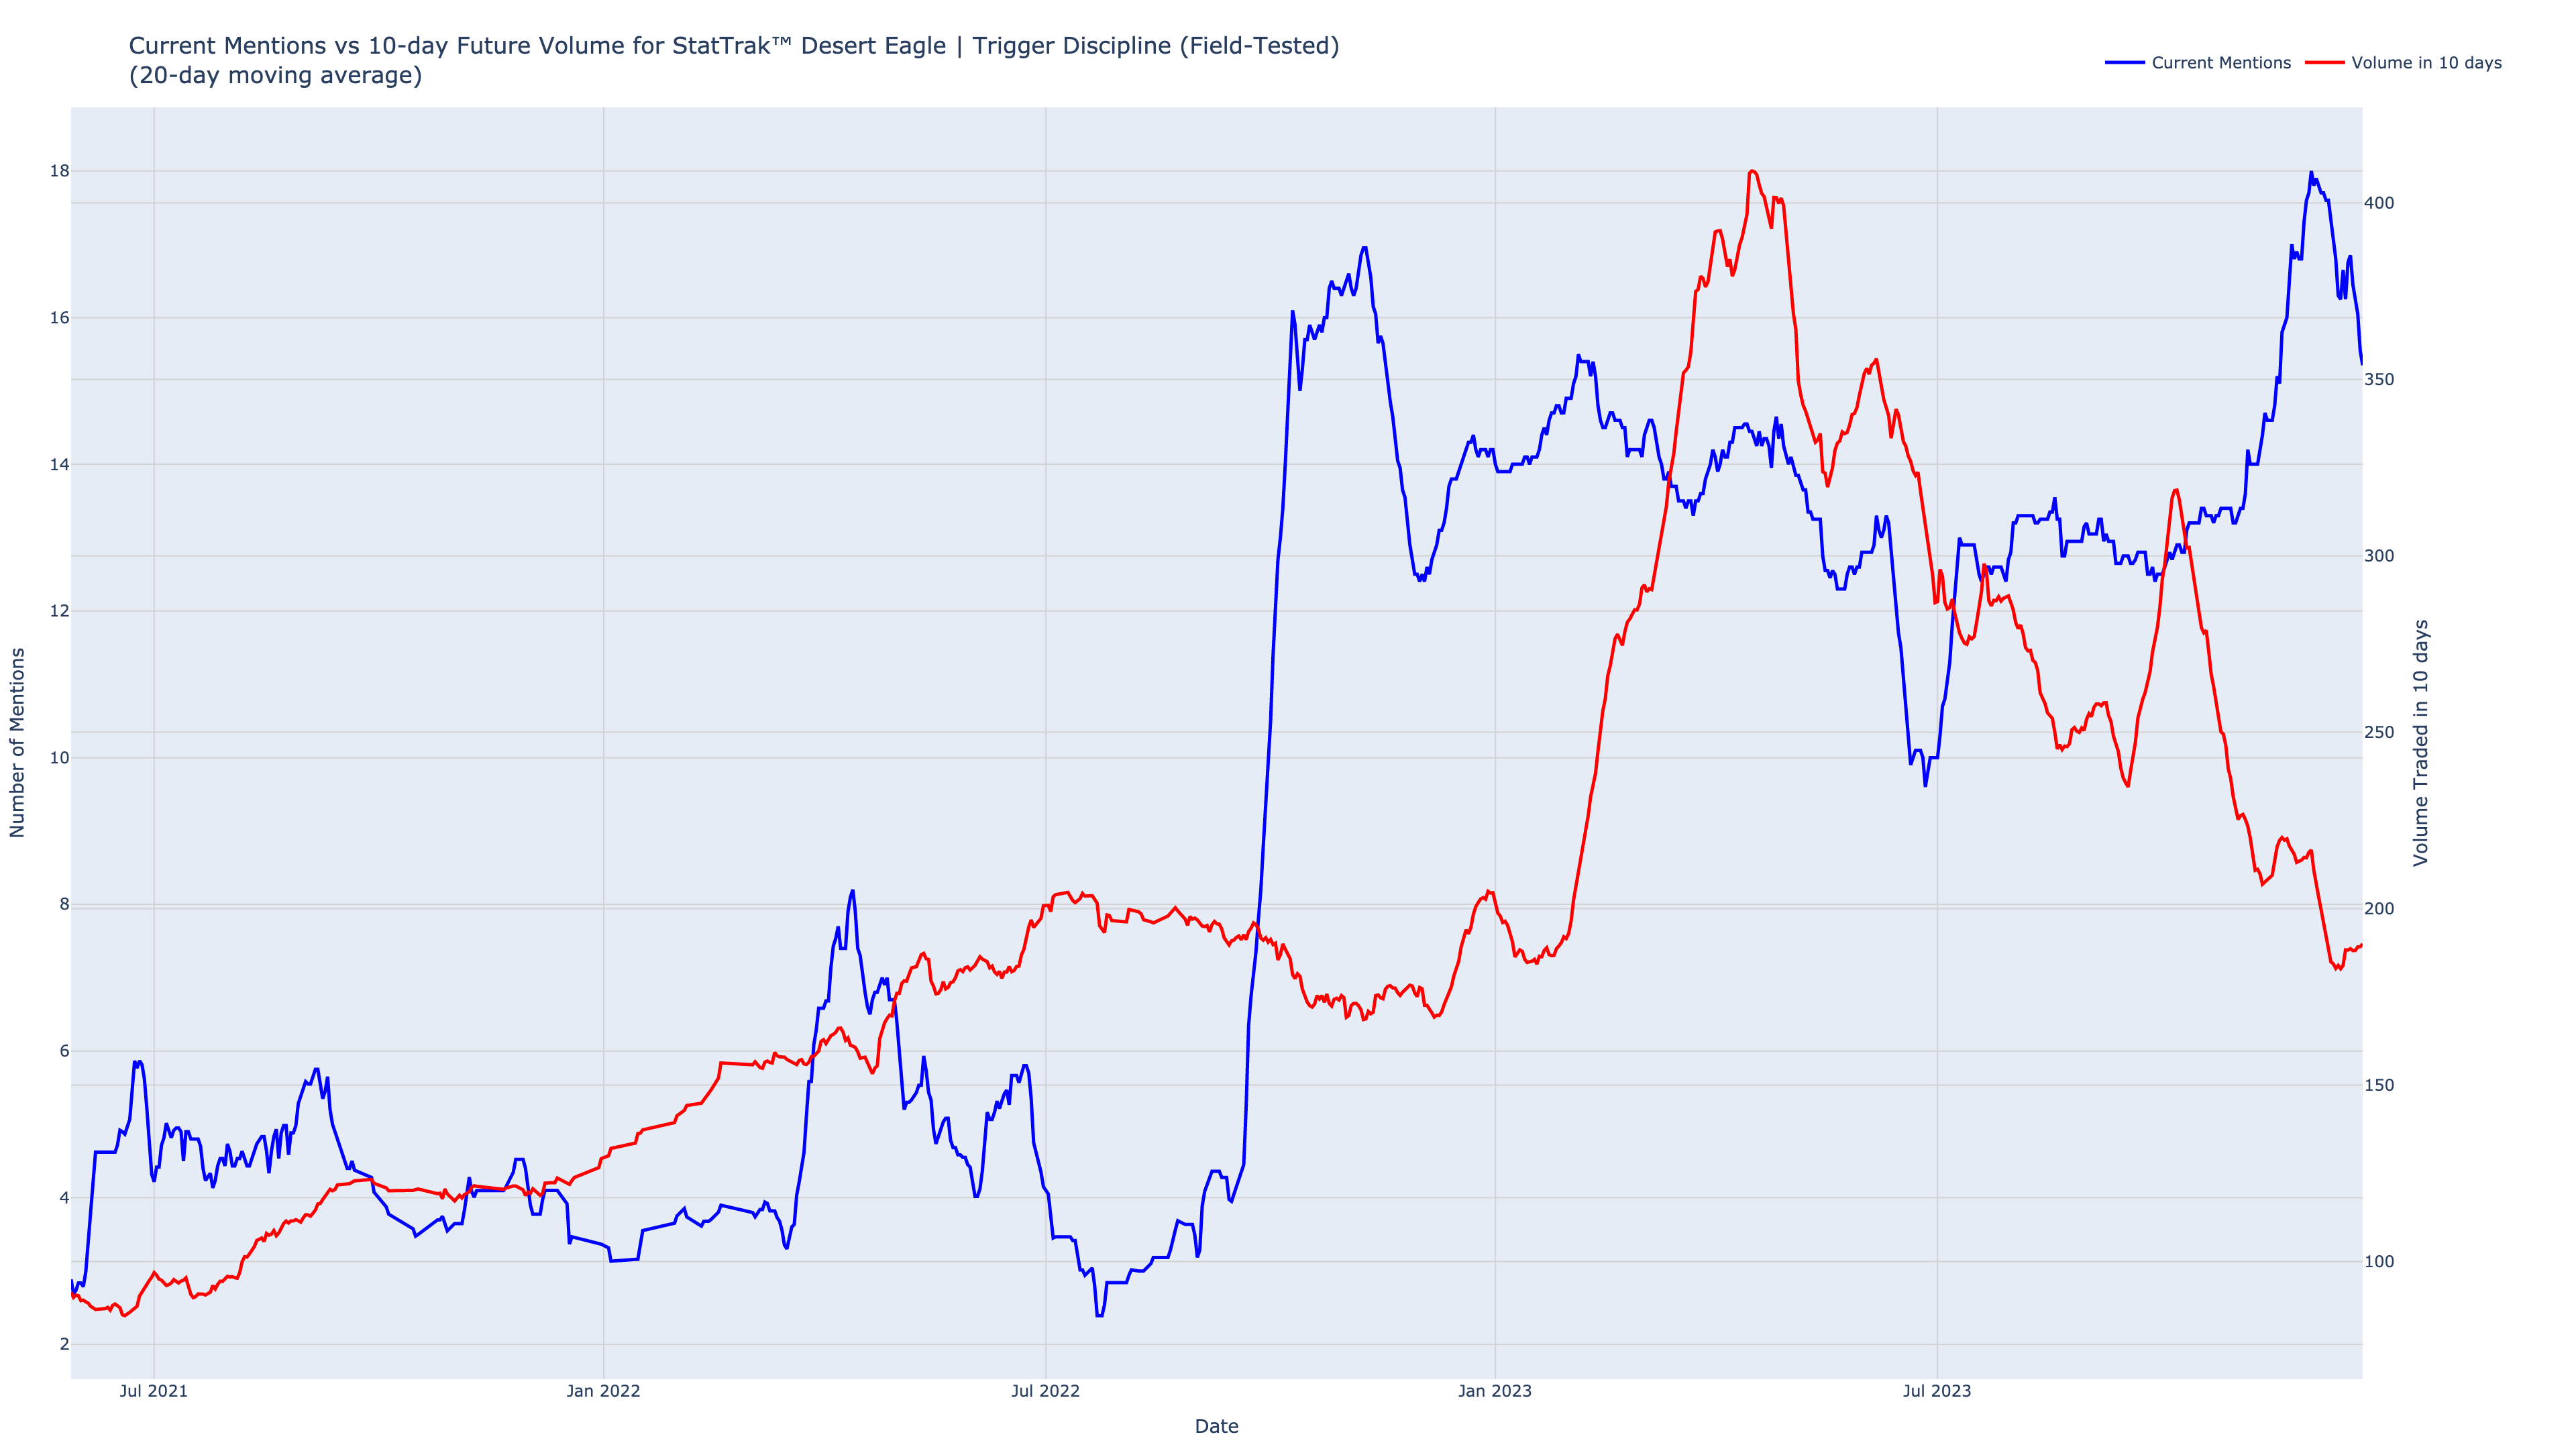 Current Mentions vs 10-day Future Volume for StatTrak™ Desert Eagle | Trigger Discipline (Field-Tested)
(20-day moving average)
Current Mentions
Volume in 10 days
18
16
14
12
10
8
6
4
2
Number of Mentions
400
350
300
250
200
150
100
Volume Traded in 10 days
Jul 2021
Jan 2022
Jul 2022
Jan 2023
Jul 2023
Date